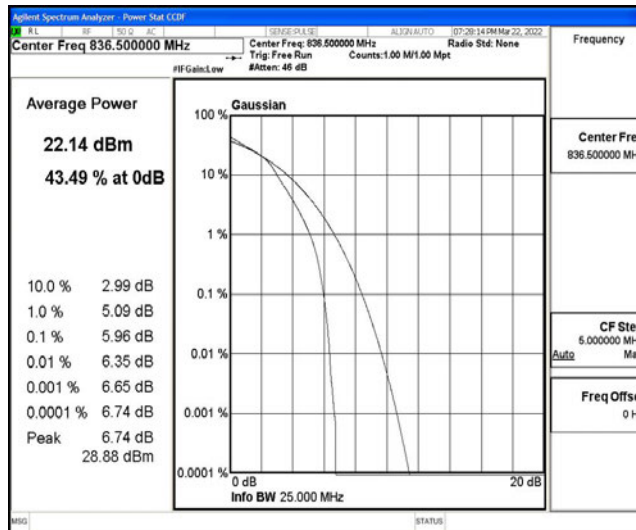 Agilent Spectrum Analyzer - Power Stat CCDF
RL RF 50 Ω AC SENSE:PULSE ALIGNAUTO 07:28:14 PM Mar 22, 2022
Center Freq 836.500000 MHz
Center Freq: 836.500000 MHz Radio Std: None
Trig: Free Run Counts:1.00 M/1.00 Mpt
#IFGain:Low #Atten: 46 dB
Frequency
Average Power
22.14 dBm
43.49 % at 0dB
10.0 % 2.99 dB
1.0 % 5.09 dB
0.1 % 5.96 dB
0.01 % 6.35 dB
0.001 % 6.65 dB
0.0001 % 6.74 dB
Peak 6.74 dB
28.88 dBm
Gaussian
100 %
10 %
1 %
0.1 %
0.01 %
0.001 %
0.0001 %
0 dB 20 dB
Info BW 25.000 MHz
Center Fre
836.500000 MH
CF Ste
5.000000 MH
Auto Ma
Freq Offse
0 H
MSG STATUS